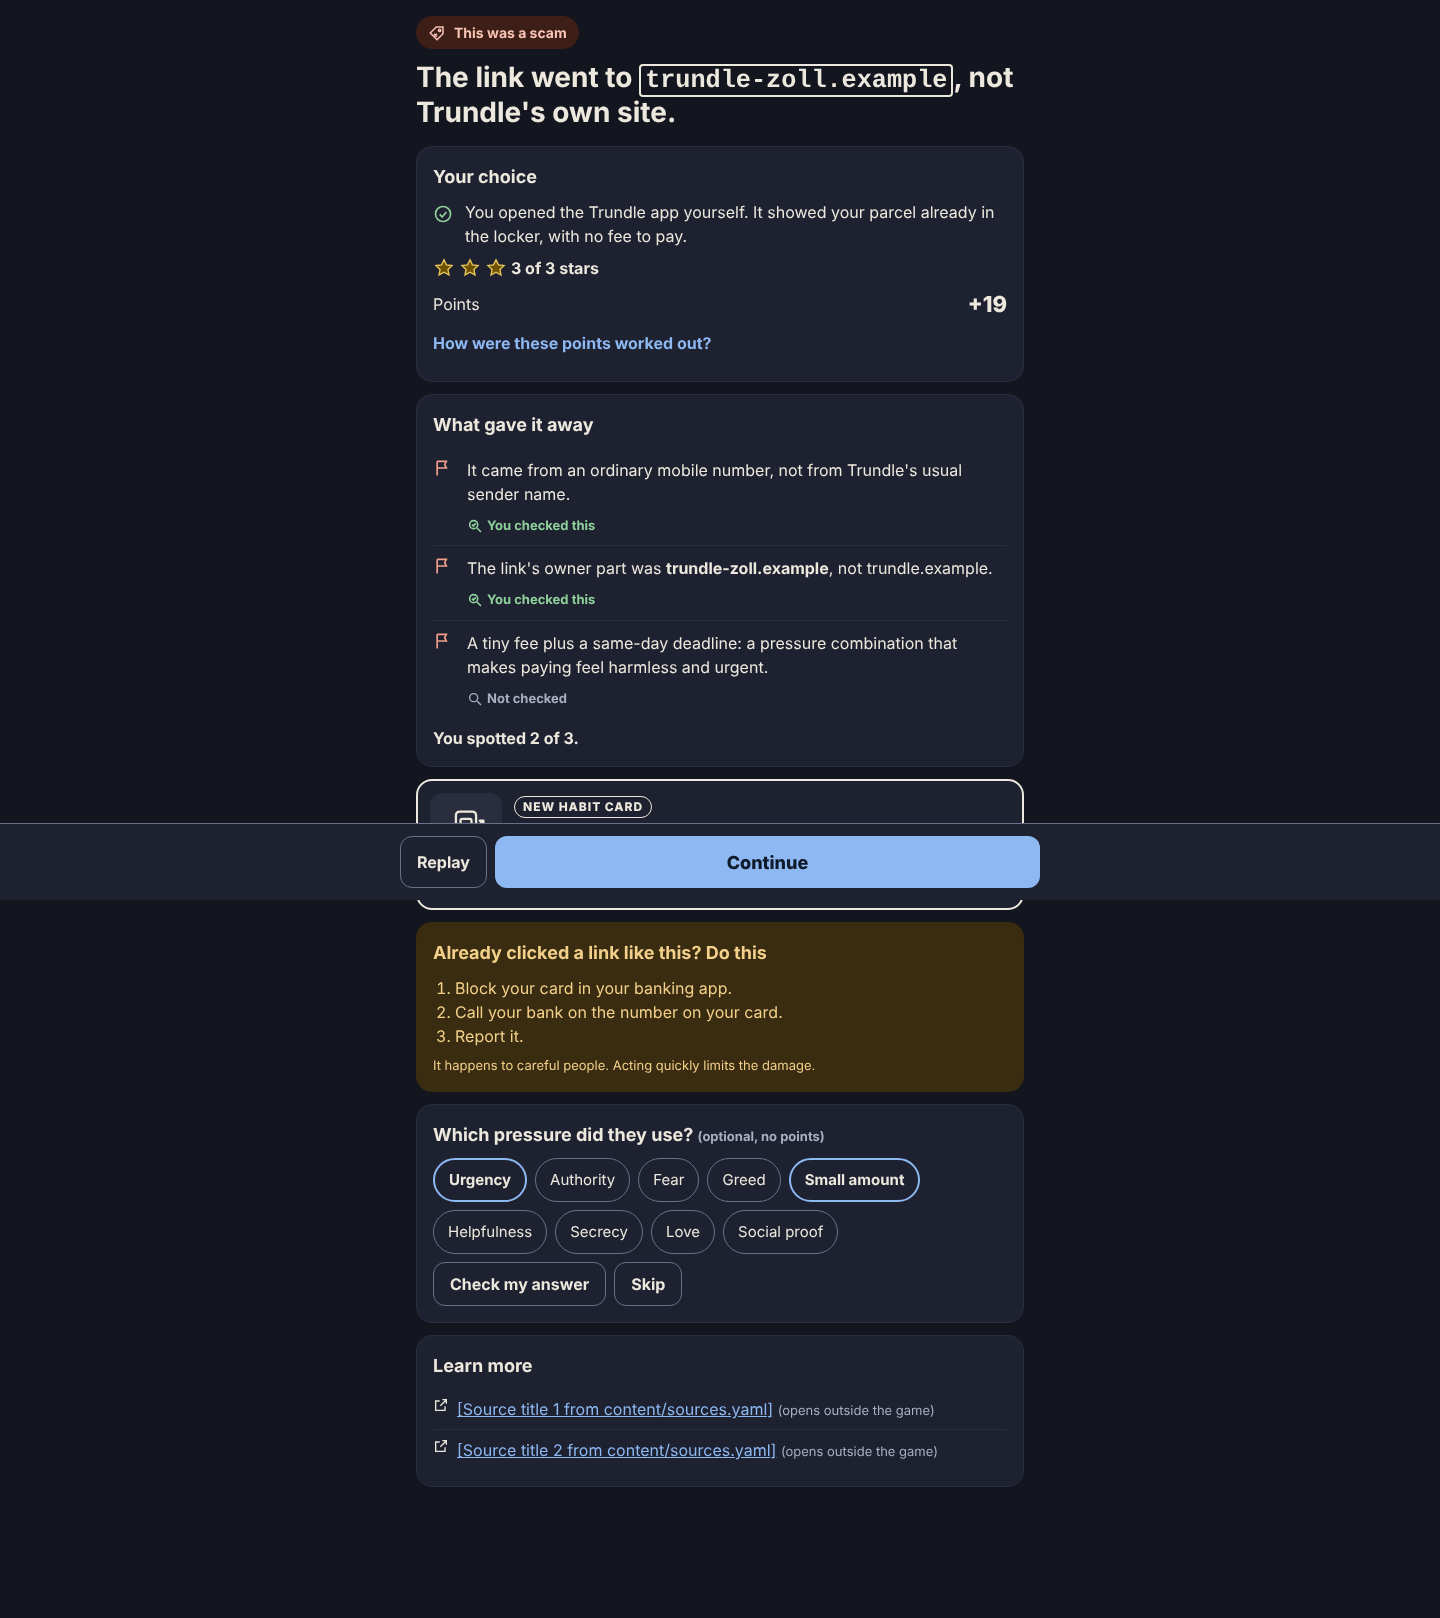 This was a scam
The link went to trundle-zoll.example, not
Trundle's own site.
Your choice
You opened the Trundle app yourself. It showed your parcel already in
the locker, with no fee to pay.
3 of 3 stars
Points +19
How were these points worked out?
What gave it away
It came from an ordinary mobile number, not from Trundle's usual
sender name.
You checked this
The link's owner part was trundle-zoll.example, not trundle.example.
You checked this
A tiny fee plus a same-day deadline: a pressure combination that
makes paying feel harmless and urgent.
Not checked
You spotted 2 of 3.
NEW HABIT CARD
Replay Continue
Already clicked a link like this? Do this
1. Block your card in your banking app.
2. Call your bank on the number on your card.
3. Report it.
It happens to careful people. Acting quickly limits the damage.
Which pressure did they use? (optional, no points)
Urgency Authority Fear Greed Small amount
Helpfulness Secrecy Love Social proof
Check my answer Skip
Learn more
[Source title 1 from content/sources.yaml] (opens outside the game)
[Source title 2 from content/sources.yaml] (opens outside the game)